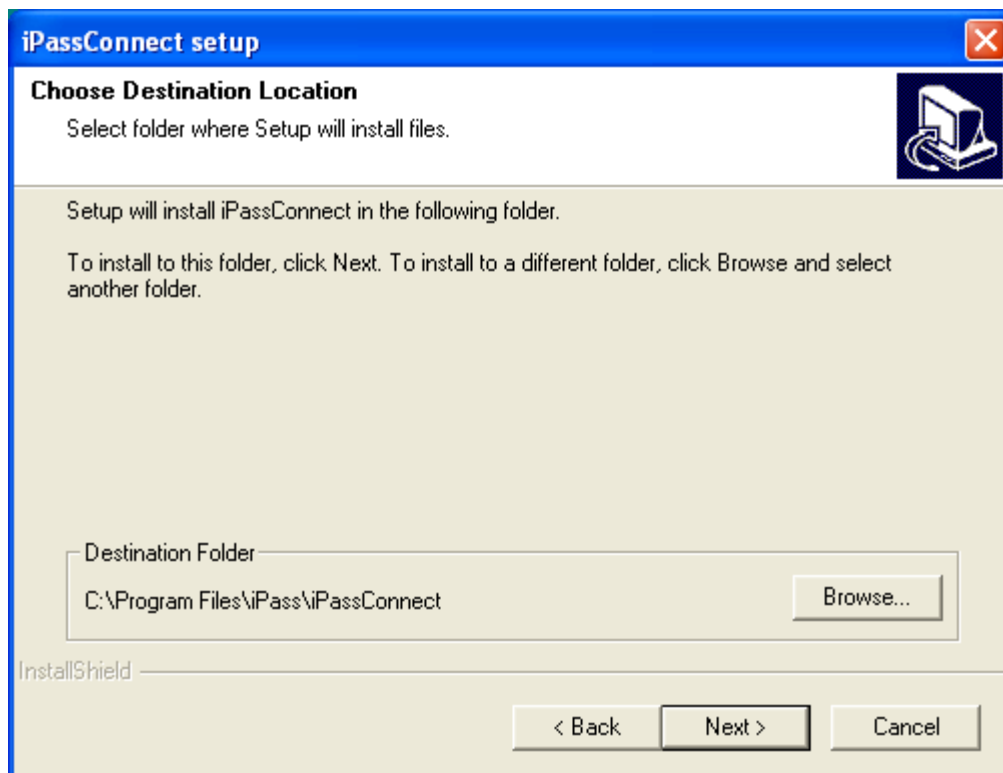 iPassConnect setup
Choose Destination Location
Select folder where Setup will install files.
Setup will install iPassConnect in the following folder.
To install to this folder, click Next. To install to a different folder, click Browse and select
another folder.
Destination Folder
C:\Program Files\iPass\iPassConnect
Browse...
InstallShield
< Back
Next >
Cancel